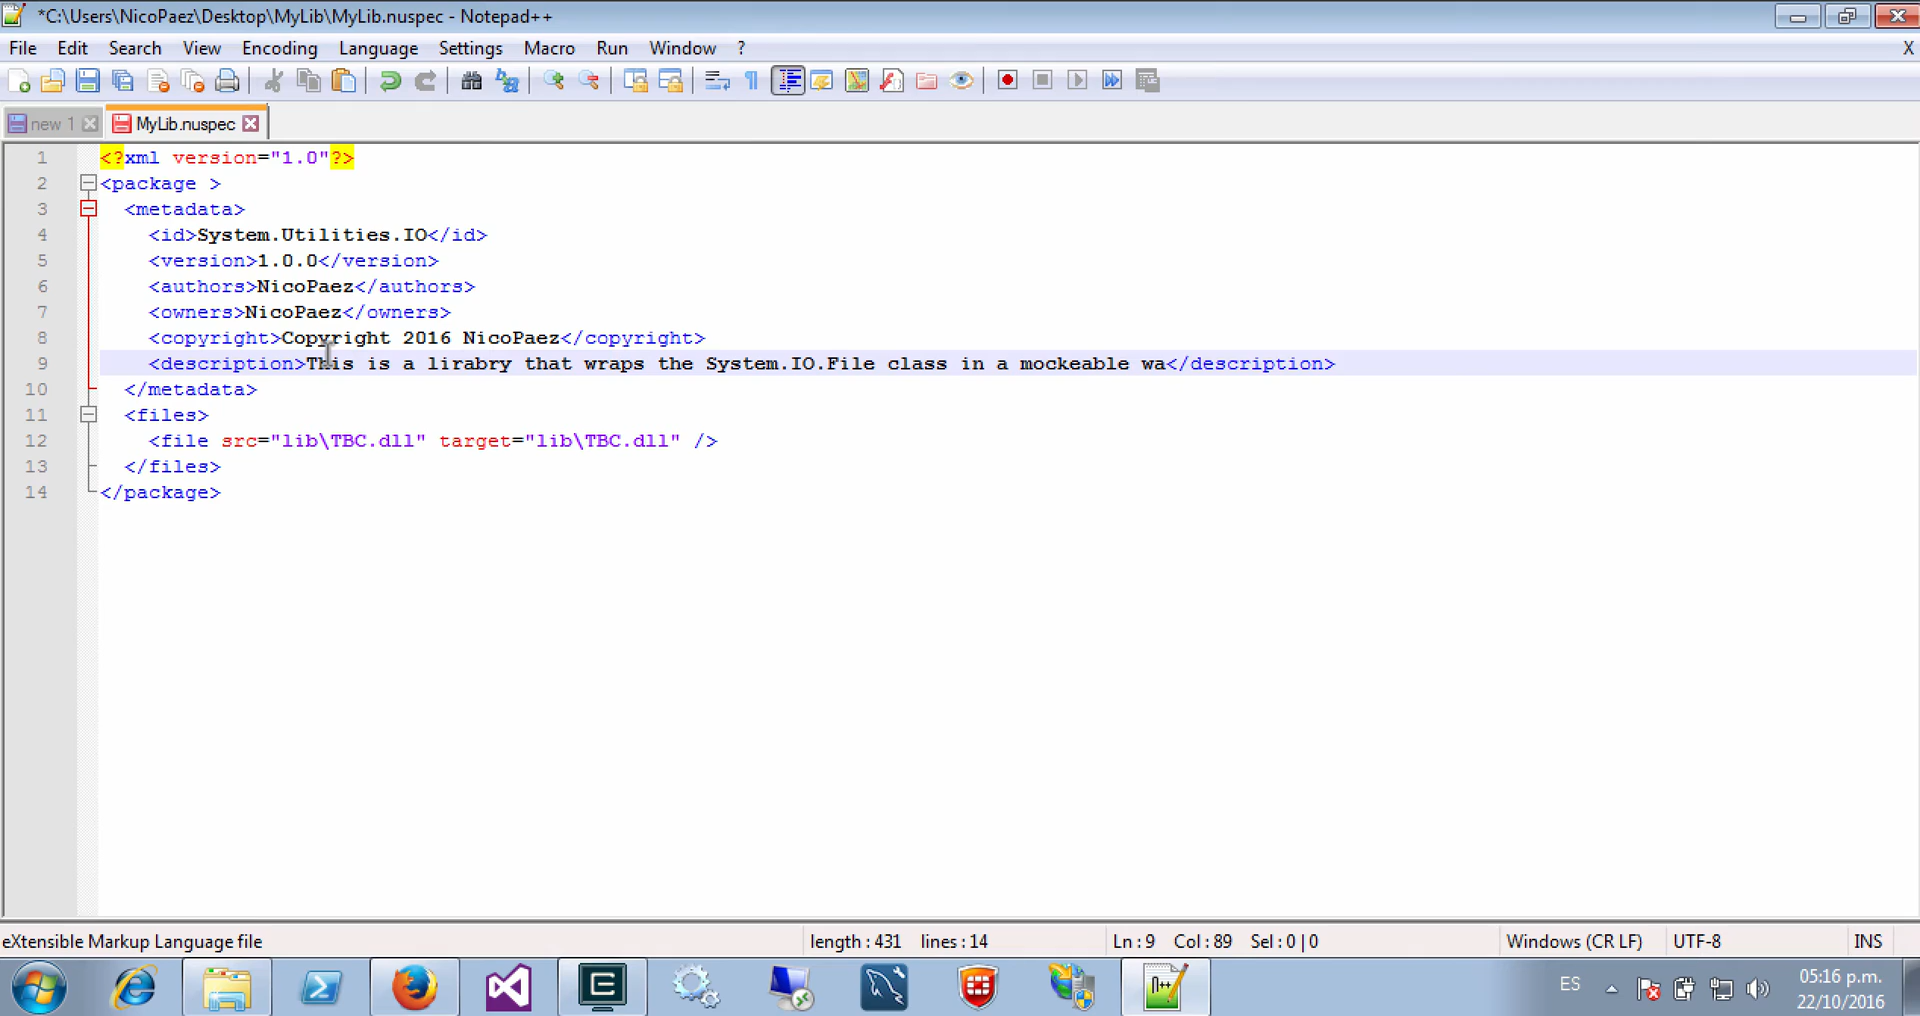 *C:\Users\NicoPaez\Desktop\MyLib\MyLib.nuspec - Notepad++
File Edit Search View Encoding Language Settings Macro Run Window ? X
new 1 MyLib.nuspec
1 <?xml version="1.0"?>
2 <package >
3 <metadata>
4 <id>System.Utilities.IO</id>
5 <version>1.0.0</version>
6 <authors>NicoPaez</authors>
7 <owners>NicoPaez</owners>
8 <copyright>Copyright 2016 NicoPaez</copyright>
9 <description>This is a lirabry that wraps the System.IO.File class in a mockeable wa</description>
10 </metadata>
11 <files>
12 <file src="lib\TBC.dll" target="lib\TBC.dll" />
13 </files>
14 </package>
eXtensible Markup Language file length : 431 lines : 14 Ln : 9 Col : 89 Sel : 0 | 0 Windows (CR LF) UTF-8 INS
ES 05:16 p.m.
22/10/2016